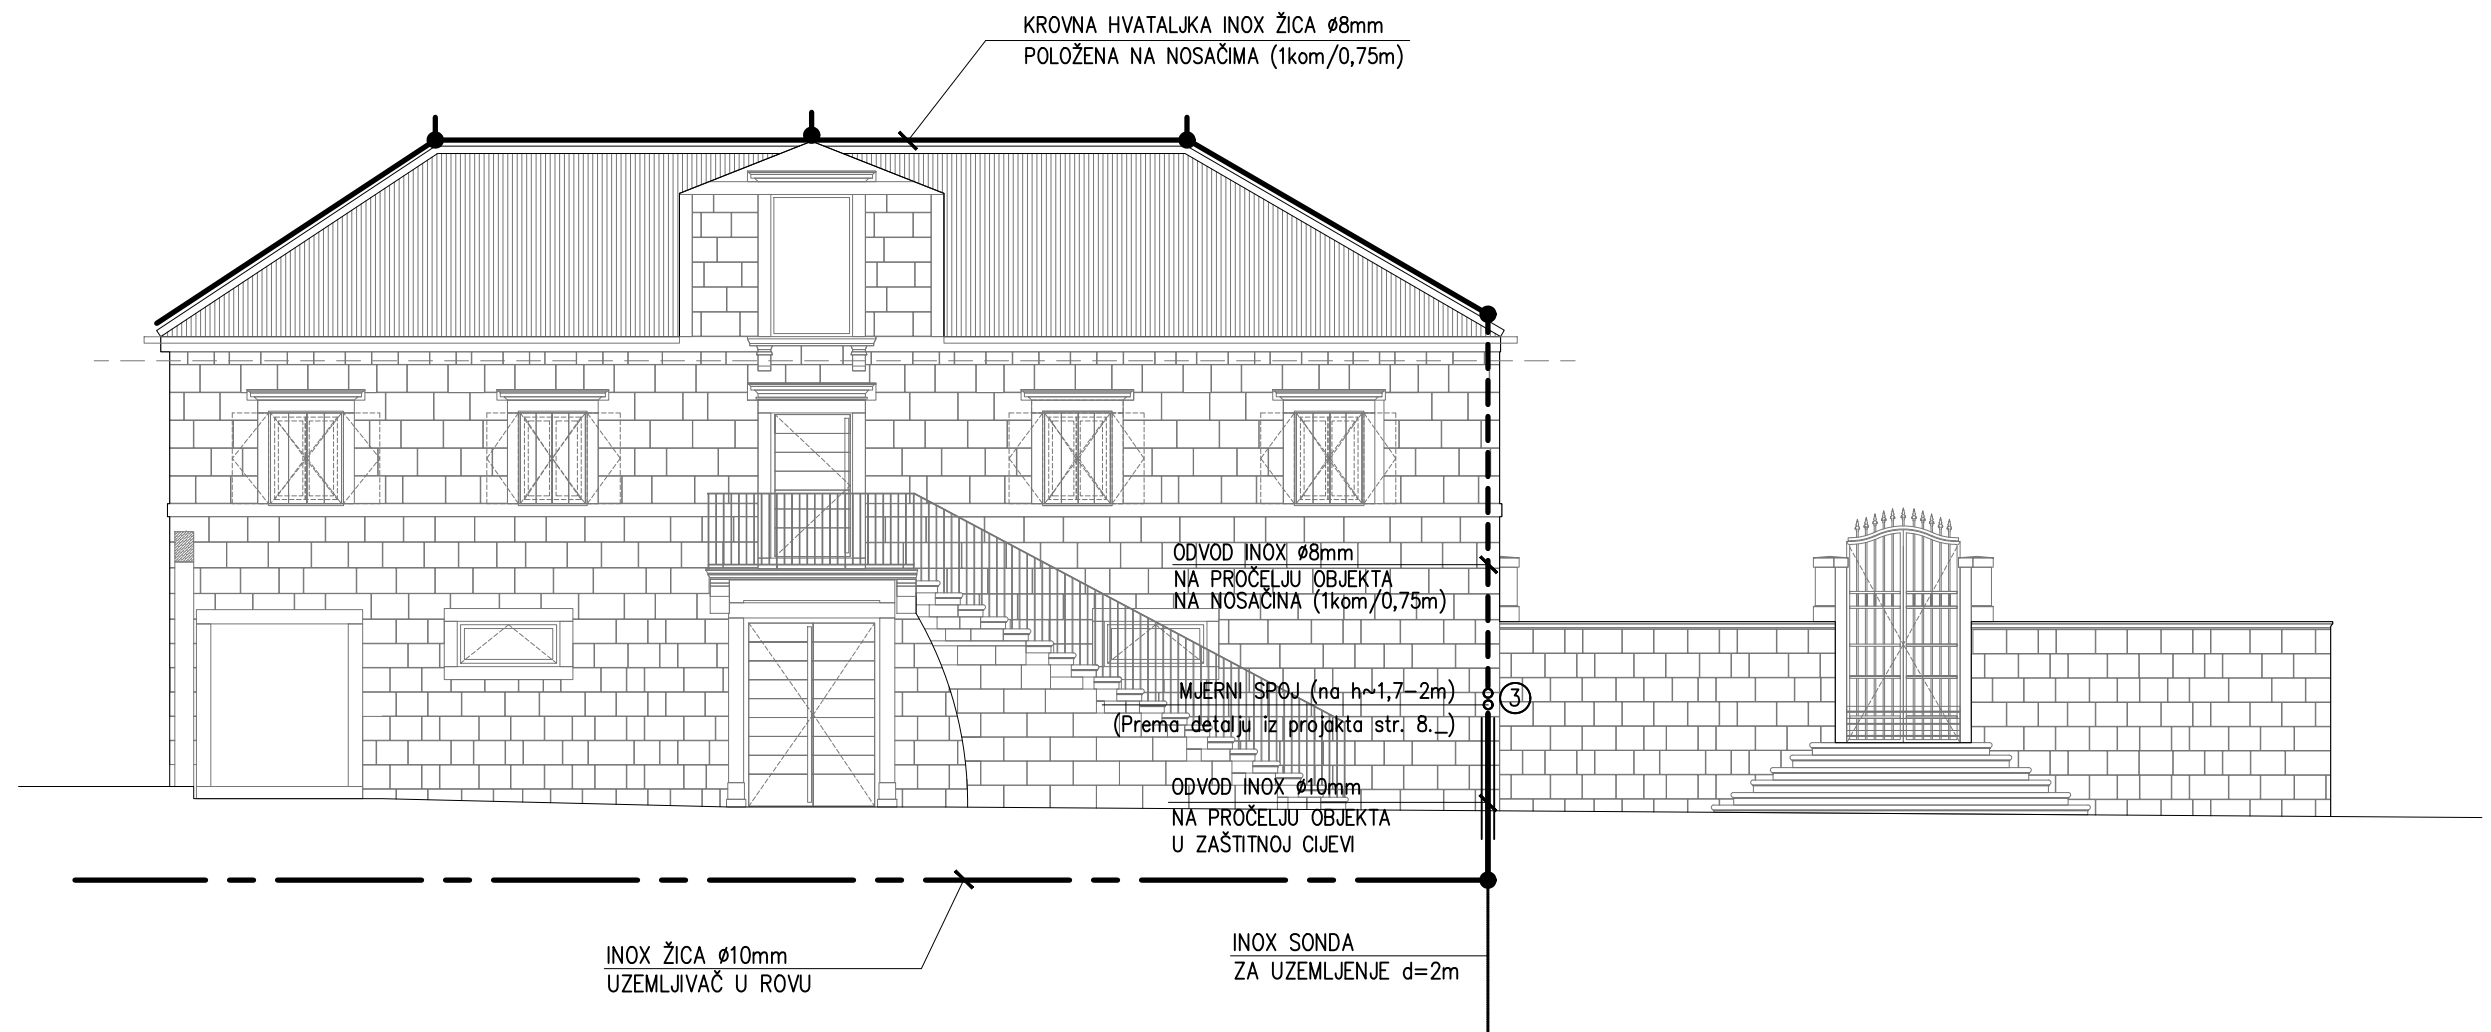 KROVNA HVATALJKA INOX ŽICA ø8mm
POLOŽENA NA NOSAČIMA (1kom/0,75m)
ODVOD INOX ø8mm
NA PROČELJU OBJEKTA
NA NOSAČINA (1kom/0,75m)
MJERNI SPOJ (na h~1,7-2m)
3
(Prema detalju iz projakta str. 8._)
ODVOD INOX ø10mm
NA PROČELJU OBJEKTA
U ZAŠTITNOJ CIJEVI
INOX ŽICA ø10mm
UZEMLJIVAČ U ROVU
INOX SONDA
ZA UZEMLJENJE d=2m